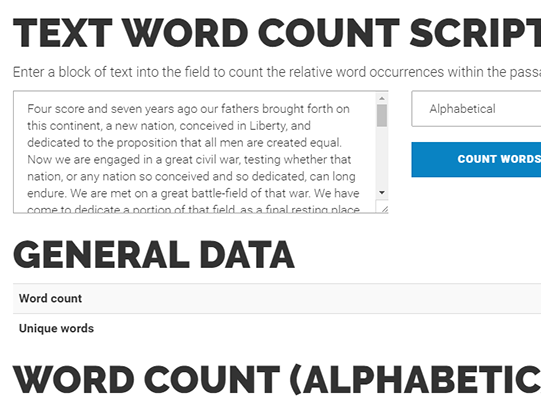 TEXT WORD COUNT SCRIPT
Enter a block of text into the field to count the relative word occurrences within the passa
Four score and seven years ago our fathers brought forth on
this continent, a new nation, conceived in Liberty, and
dedicated to the proposition that all men are created equal.
Now we are engaged in a great civil war, testing whether that
nation, or any nation so conceived and so dedicated, can long
endure. We are met on a great battle-field of that war. We have
come to dedicate a portion of that field, as a final resting place
Alphabetical
COUNT WORDS
GENERAL DATA
Word count
Unique words
WORD COUNT (ALPHABETIC